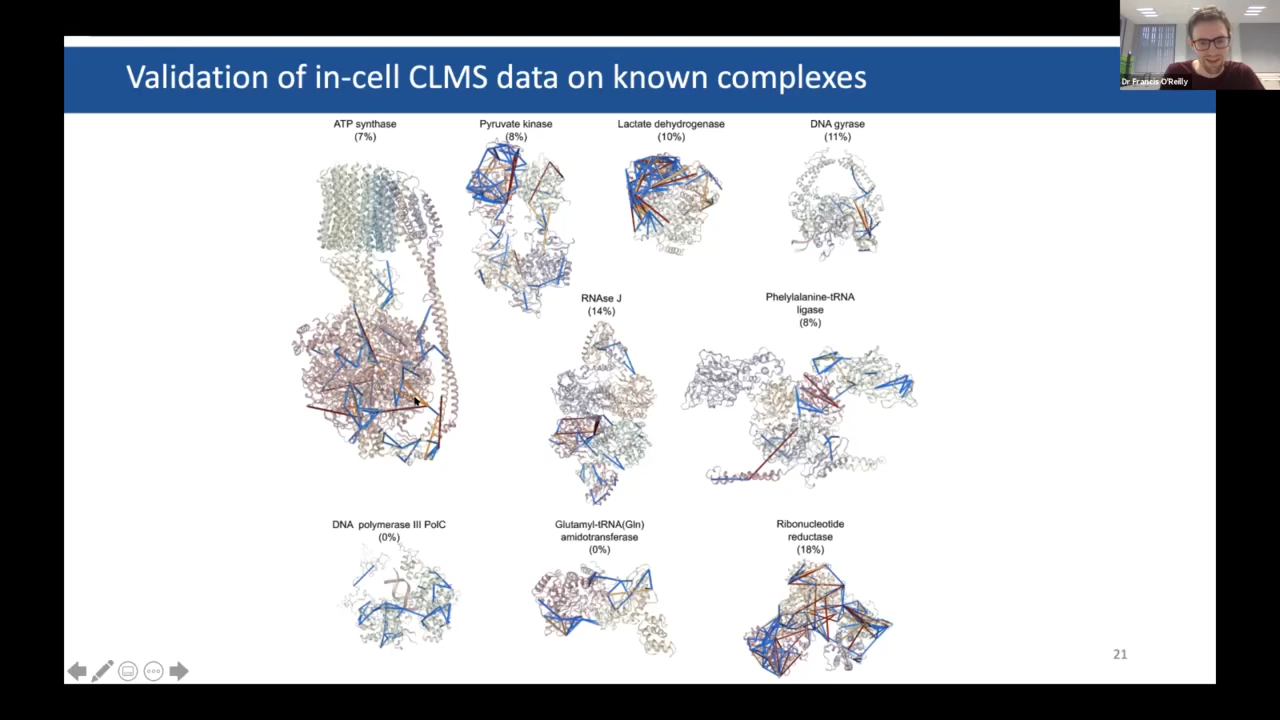 Validation of in-cell CLMS data on known complexes
Dr Francis O'Reilly
ATP synthase
(7%)
Pyruvate kinase
(8%)
Lactate dehydrogenase
(10%)
DNA gyrase
(11%)
RNAse J
(14%)
Phelylalanine-tRNA
ligase
(8%)
DNA polymerase III PolC
(0%)
Glutamyl-tRNA(Gln)
amidotransferase
(0%)
Ribonucleotide
reductase
(18%)
21